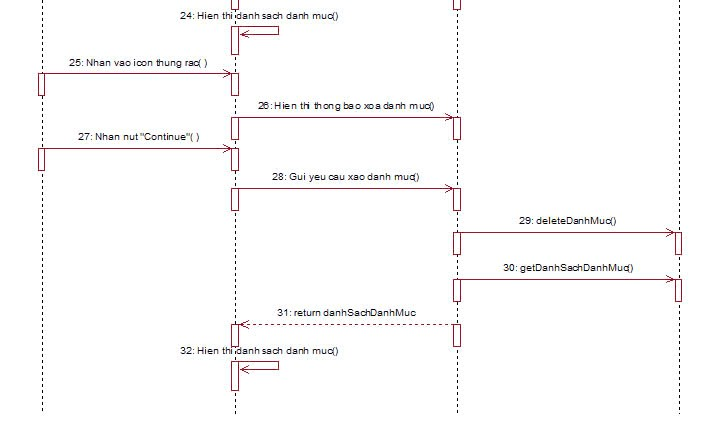 24: Hien thi danh sach danh muc()
25: Nhan vao icon thung rac( )
26: Hien thi thong bao xoa danh muc()
27: Nhan nut "Continue"( )
28: Gui yeu cau xao danh muc()
29: deleteDanhMuc()
30: getDanhSachDanhMuc()
31: return danhSachDanhMuc
32: Hien thi danh sach danh muc()